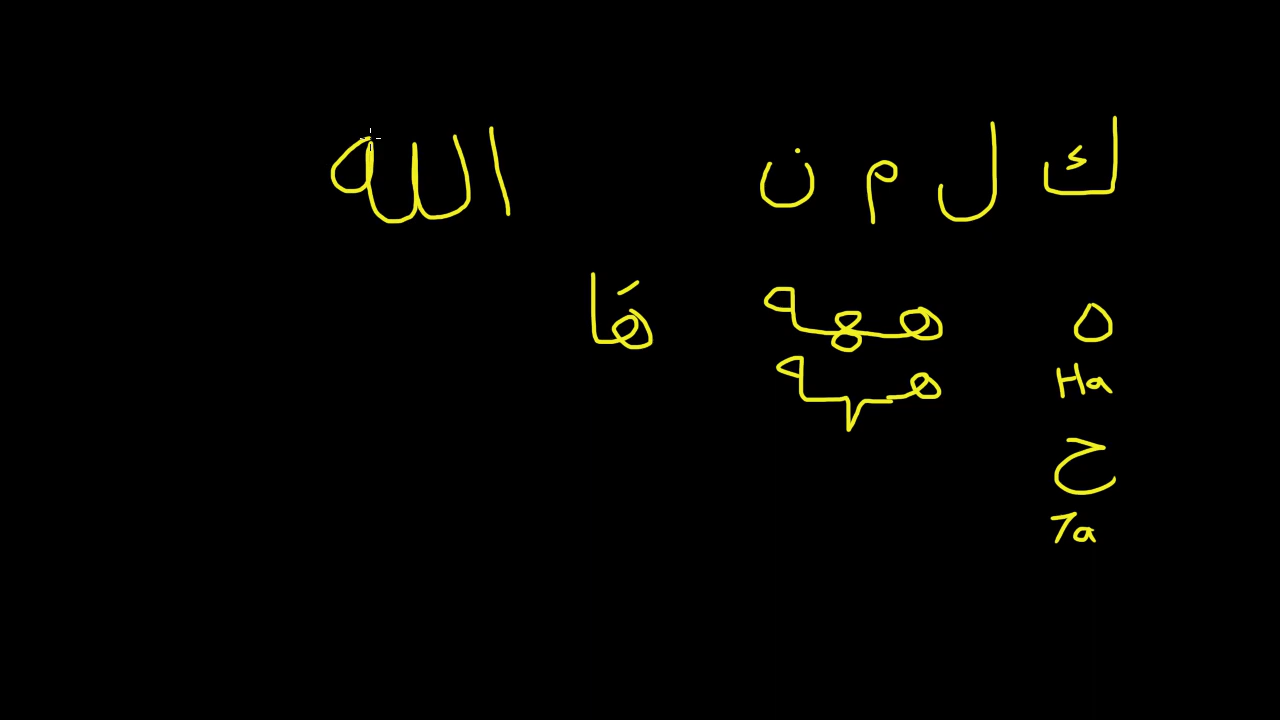 ك ل م ن الله
ه ههه هَا
ههه
Ha
ح
7a